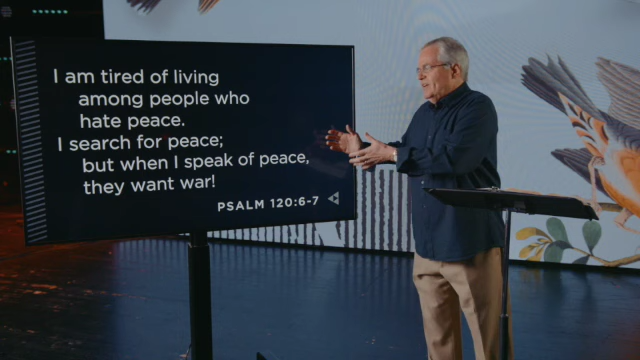 I am tired of living
among people who
hate peace.
I search for peace;
but when I speak of peace,
they want war!
PSALM 120:6-7